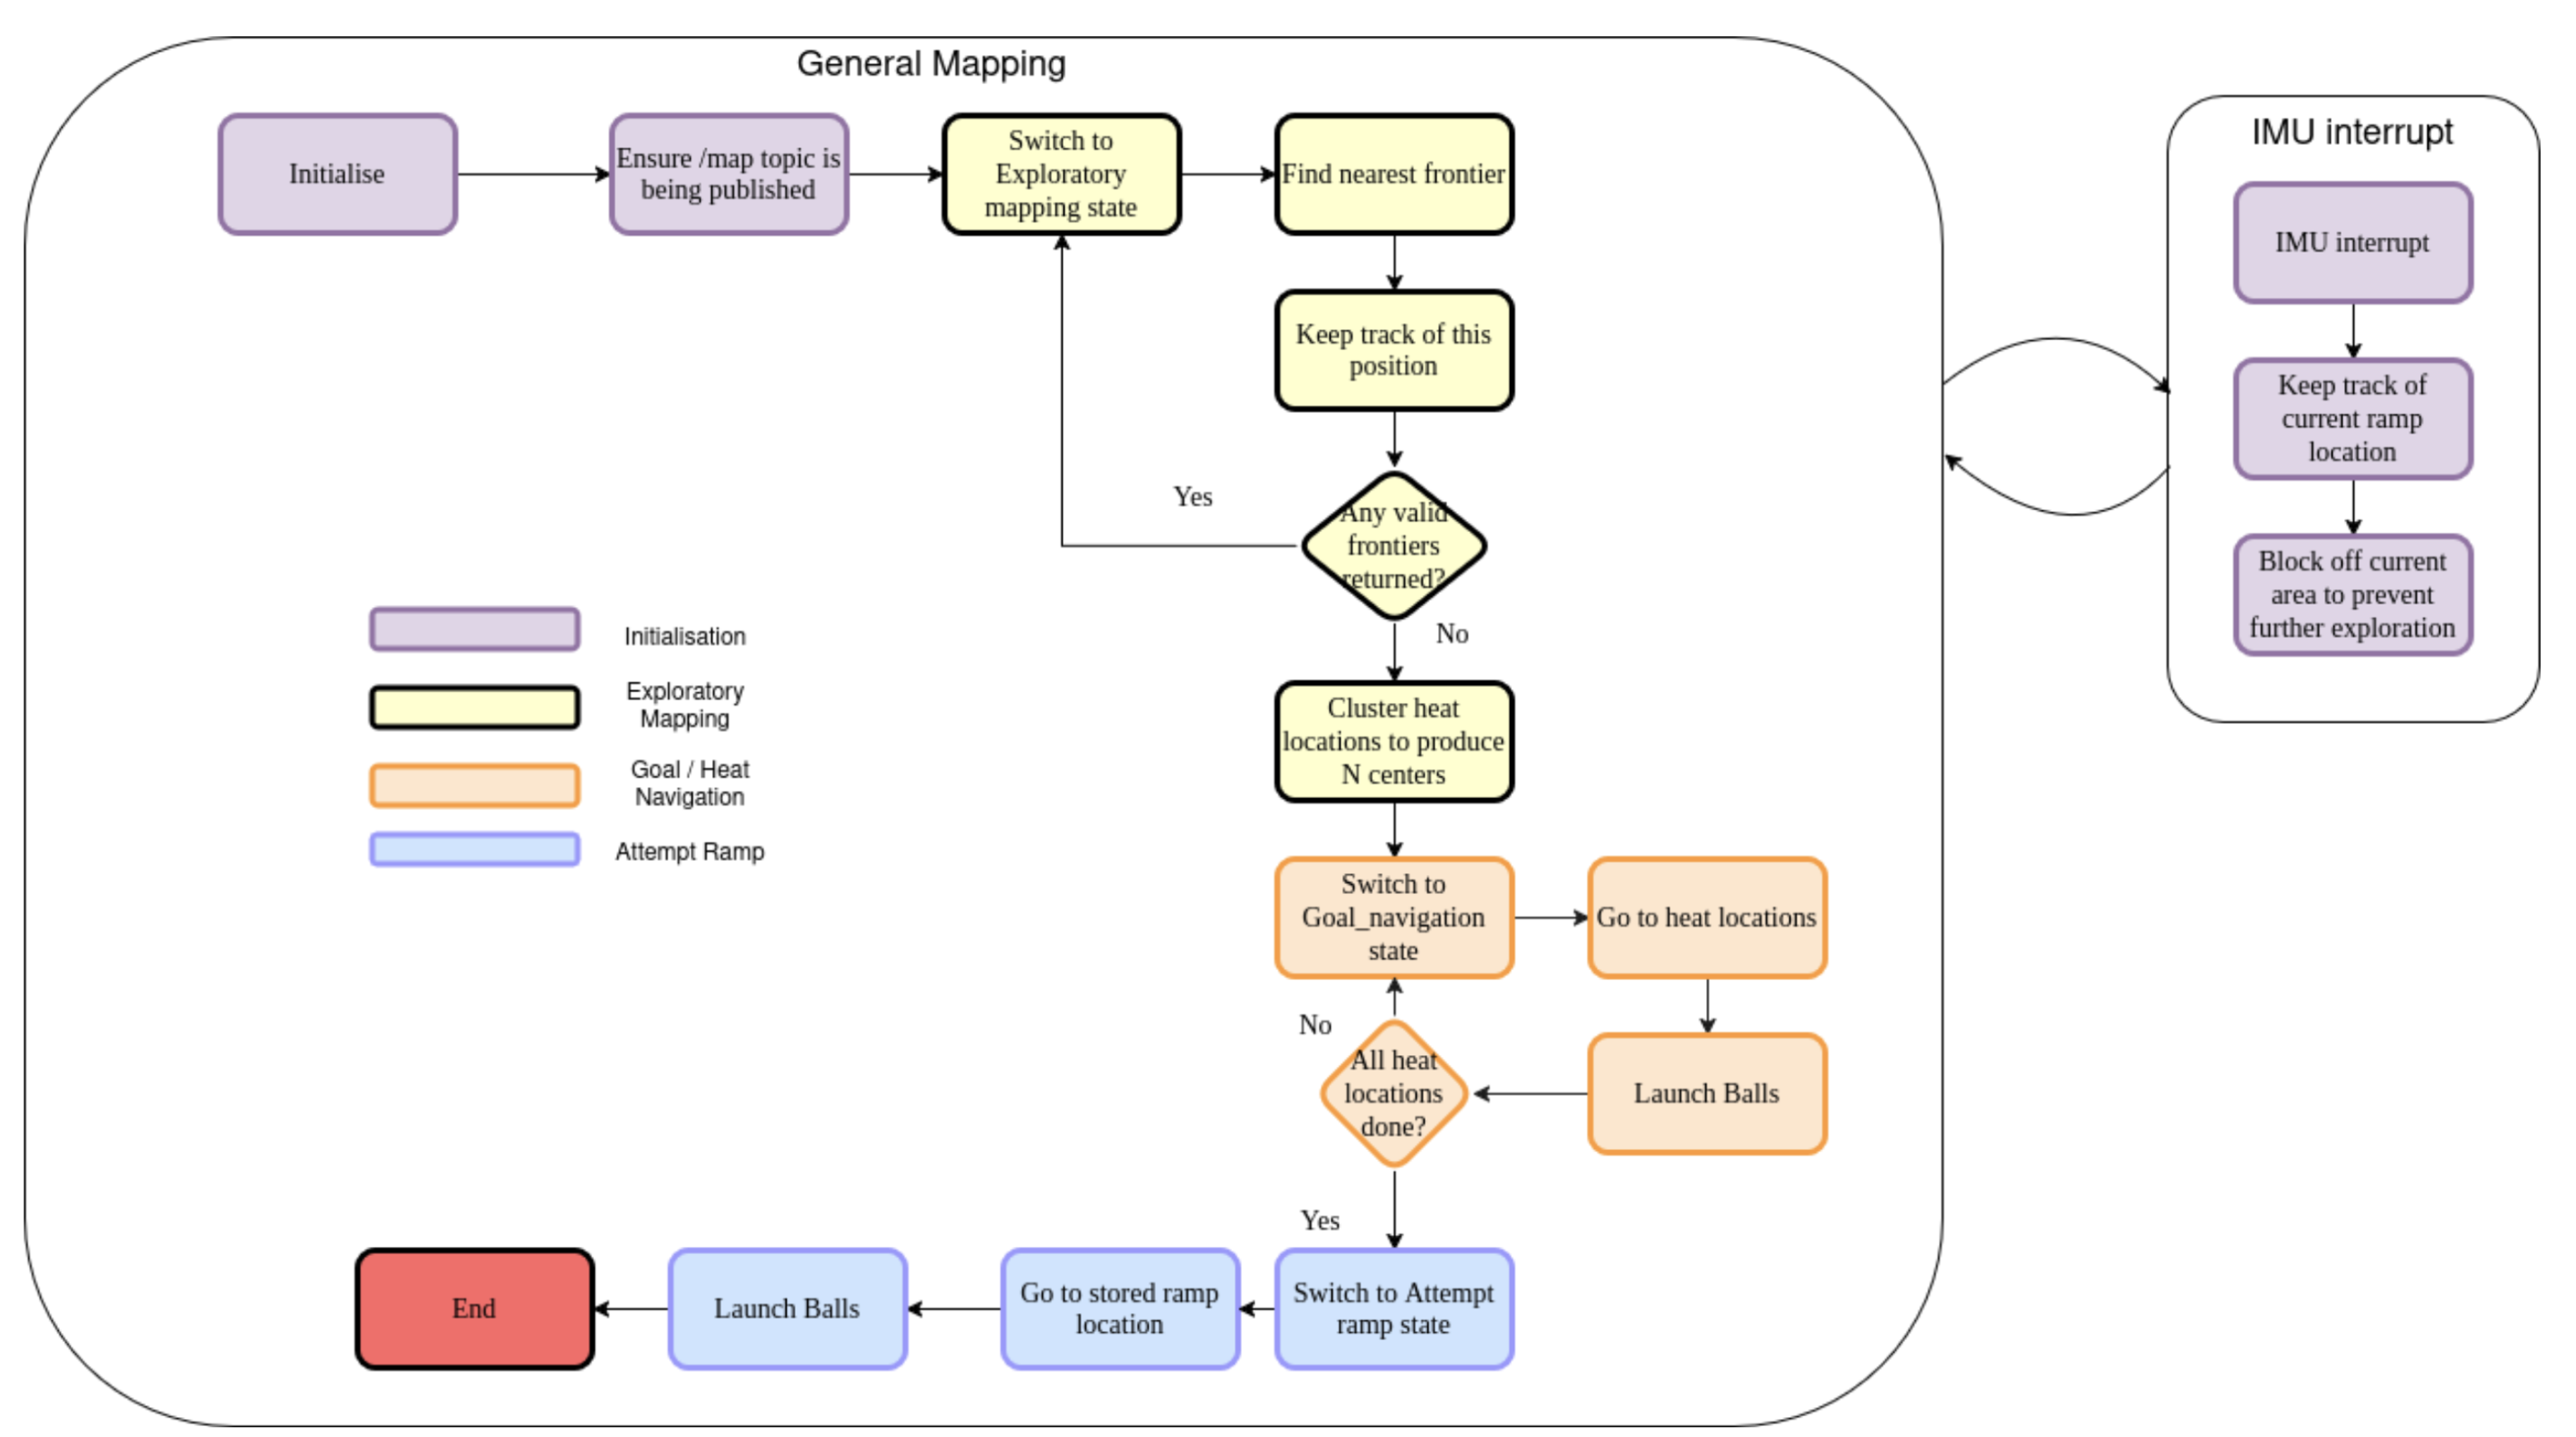 General Mapping
Initialise
Ensure /map topic is
being published
Switch to
Exploratory
mapping state
Find nearest frontier
Keep track of this
position
Yes
Any valid
frontiers
returned?
No
Cluster heat
locations to produce
N centers
Switch to
Goal_navigation
state
Go to heat locations
No
All heat
locations
done?
Launch Balls
Yes
Switch to Attempt
ramp state
Go to stored ramp
location
Launch Balls
End
Initialisation
Exploratory
Mapping
Goal / Heat
Navigation
Attempt Ramp
IMU interrupt
IMU interrupt
Keep track of
current ramp
location
Block off current
area to prevent
further exploration